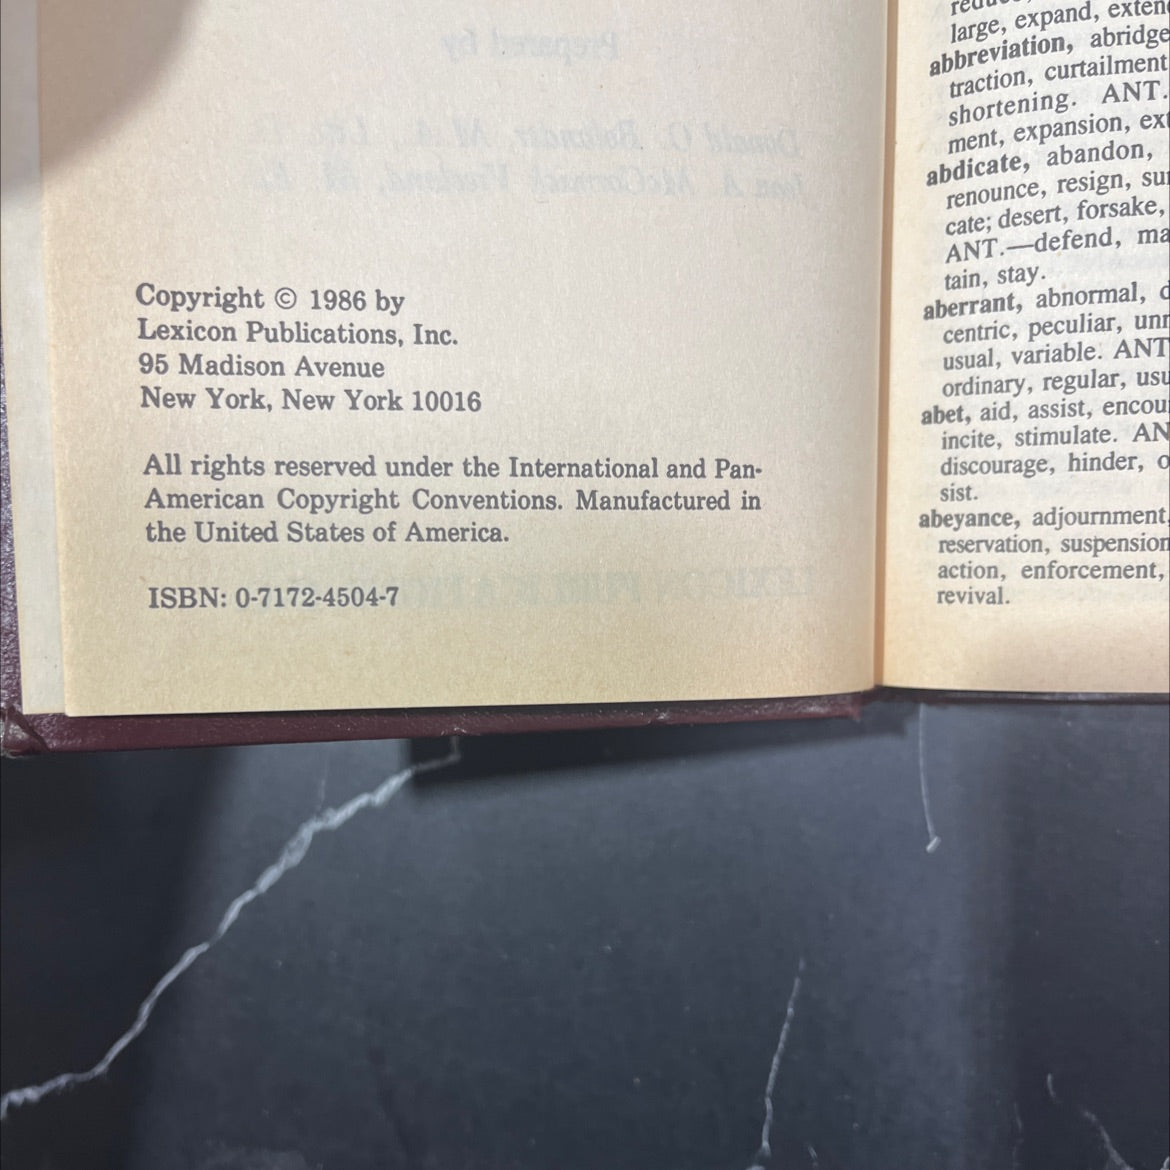 Copyright © 1986 by
Lexicon Publications, Inc.
95 Madison Avenue
New York, New York 10016
All rights reserved under the International and Pan-
American Copyright Conventions. Manufactured in
the United States of America.
ISBN: 0-7172-4504-7
large, expand, exten
abbreviation, abridge
traction, curtailment
shortening. ANT.
ment, expansion, ext
abdicate, abandon,
renounce, resign, sur
cate; desert, forsake,
ANT.—defend, ma
tain, stay.
aberrant, abnormal, d
centric, peculiar, unn
usual, variable. ANT
ordinary, regular, usu
abet, aid, assist, encou
incite, stimulate. AN
discourage, hinder, o
sist.
abeyance, adjournment,
reservation, suspension
action, enforcement,
revival.